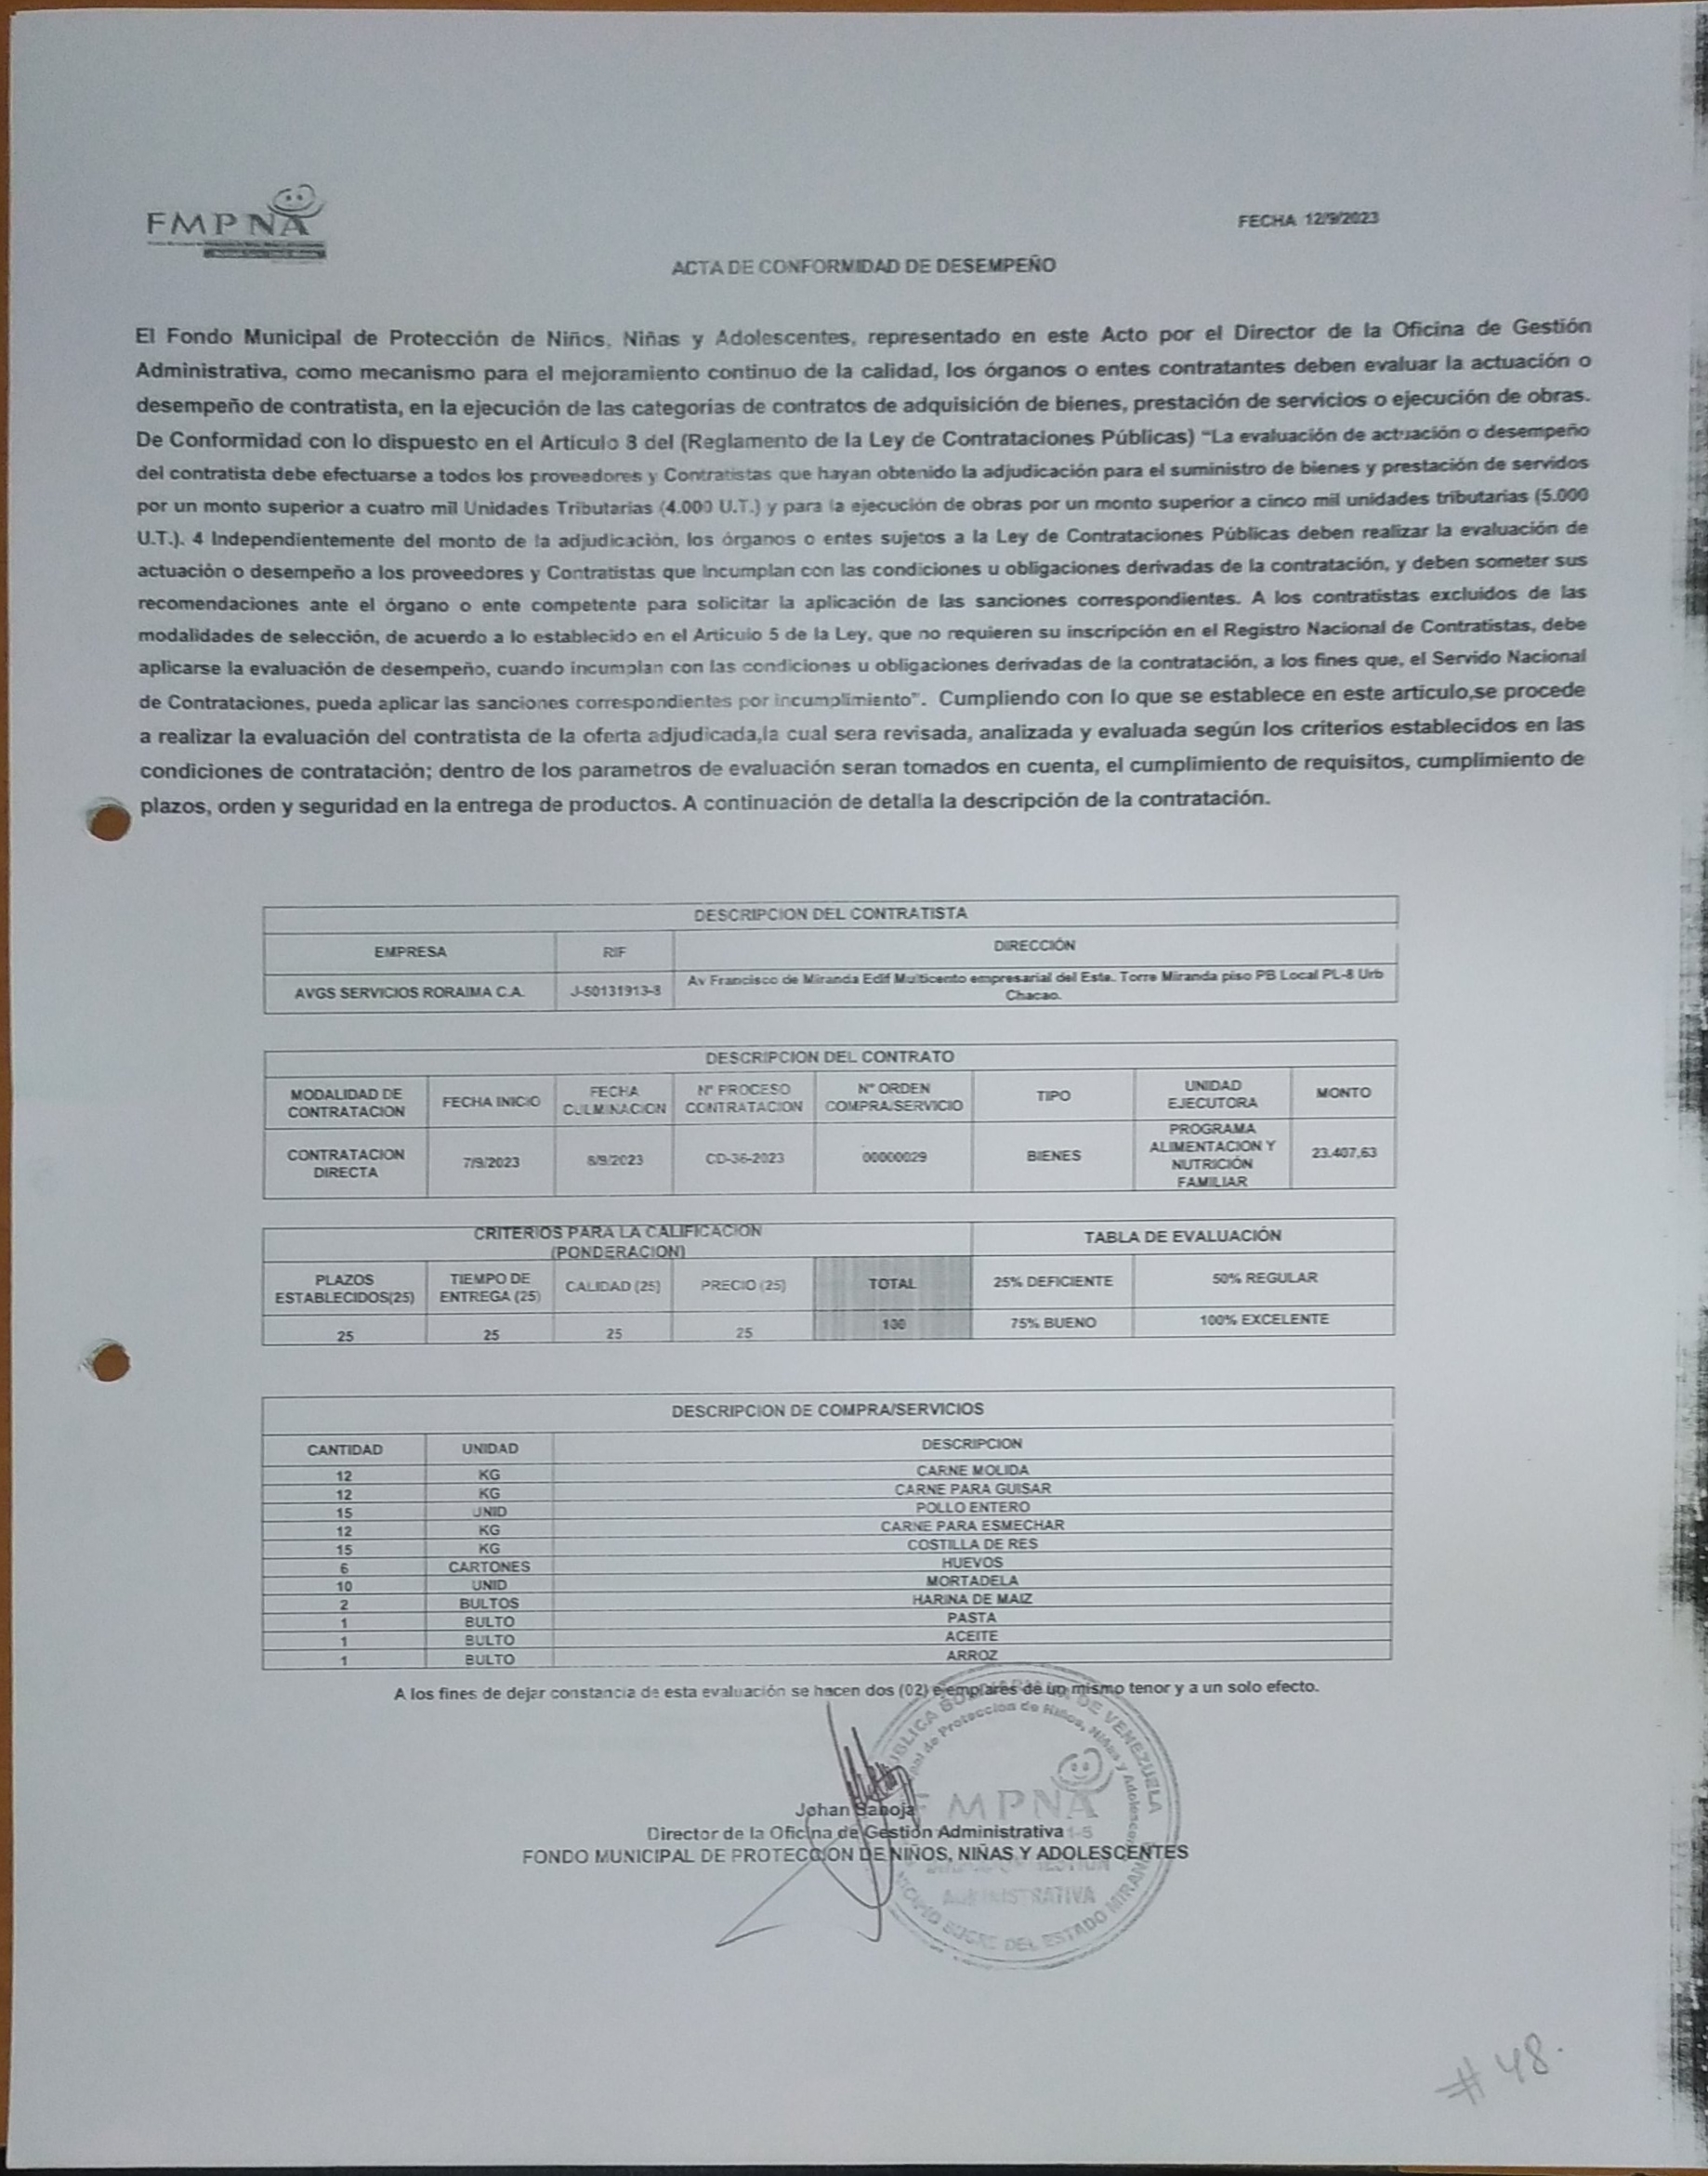 FMPNA
FECHA 12/9/2023
ACTA DE CONFORMIDAD DE DESEMPEÑO
El Fondo Municipal de Protección de Niños, Niñas y Adolescentes, representado en este Acto por el Director de la Oficina de Gestión
Administrativa, como mecanismo para el mejoramiento continuo de la calidad, los órganos o entes contratantes deben evaluar la actuación o
desempeño de contratista, en la ejecución de las categorías de contratos de adquisición de bienes, prestación de servicios o ejecución de obras.
De Conformidad con lo dispuesto en el Artículo 8 del (Reglamento de la Ley de Contrataciones Públicas) “La evaluación de actuación o desempeño
del contratista debe efectuarse a todos los proveedores y Contratistas que hayan obtenido la adjudicación para el suministro de bienes y prestación de servidos
por un monto superior a cuatro mil Unidades Tributarias (4.000 U.T.) y para la ejecución de obras por un monto superior a cinco mil unidades tributarias (5.000
U.T.). 4 Independientemente del monto de la adjudicación, los órganos o entes sujetos a la Ley de Contrataciones Públicas deben realizar la evaluación de
actuación o desempeño a los proveedores y Contratistas que Incumplan con las condiciones u obligaciones derivadas de la contratación, y deben someter sus
recomendaciones ante el órgano o ente competente para solicitar la aplicación de las sanciones correspondientes. A los contratistas excluidos de las
modalidades de selección, de acuerdo a lo establecido en el Articulo 5 de la Ley, que no requieren su inscripción en el Registro Nacional de Contratistas, debe
aplicarse la evaluación de desempeño, cuando incumplan con las condiciones u obligaciones derivadas de la contratación, a los fines que, el Servido Nacional
de Contrataciones, pueda aplicar las sanciones correspondientes por incumplimiento”. Cumpliendo con lo que se establece en este artículo,se procede
a realizar la evaluación del contratista de la oferta adjudicada,la cual sera revisada, analizada y evaluada según los criterios establecidos en las
condiciones de contratación; dentro de los parametros de evaluación seran tomados en cuenta, el cumplimiento de requisitos, cumplimiento de
plazos, orden y seguridad en la entrega de productos. A continuación de detalla la descripción de la contratación.
DESCRIPCION DEL CONTRATISTA
EMPRESA RIF DIRECCIÓN
AVGS SERVICIOS RORAIMA C.A. J-50131913-8 Av Francisco de Miranda Edif Multicento empresarial del Este. Torre Miranda piso PB Local PL-8 Urb
Chacao.
DESCRIPCION DEL CONTRATO
MODALIDAD DE CONTRATACION FECHA INICIO FECHA CULMINACION N° PROCESO CONTRATACION N° ORDEN COMPRA/SERVICIO TIPO UNIDAD EJECUTORA MONTO
CONTRATACION DIRECTA 7/9/2023 8/9/2023 CD-36-2023 00000029 BIENES PROGRAMA ALIMENTACION Y NUTRICIÓN FAMILIAR 23.407,63
CRITERIOS PARA LA CALIFICACION (PONDERACION) TABLA DE EVALUACIÓN
PLAZOS ESTABLECIDOS(25) TIEMPO DE ENTREGA (25) CALIDAD (25) PRECIO (25) TOTAL 25% DEFICIENTE 50% REGULAR
25 25 25 25 100 75% BUENO 100% EXCELENTE
DESCRIPCION DE COMPRA/SERVICIOS
CANTIDAD UNIDAD DESCRIPCION
12 KG CARNE MOLIDA
12 KG CARNE PARA GUISAR
15 UNID POLLO ENTERO
12 KG CARNE PARA ESMECHAR
15 KG COSTILLA DE RES
6 CARTONES HUEVOS
10 UNID MORTADELA
2 BULTOS HARINA DE MAIZ
1 BULTO PASTA
1 BULTO ACEITE
1 BULTO ARROZ
A los fines de dejar constancia de esta evaluación se hacen dos (02) ejemplares de un mismo tenor y a un solo efecto.
Johan Sanoja
Director de la Oficina de Gestión Administrativa
FONDO MUNICIPAL DE PROTECCIÓN DE NIÑOS, NIÑAS Y ADOLESCENTES
DE VENEZUELA
de Proteccion de Niños, Niñas y
FMPNA
ADMINISTRATIVA
SUCRE DEL ESTADO MIRANDA
# 48.